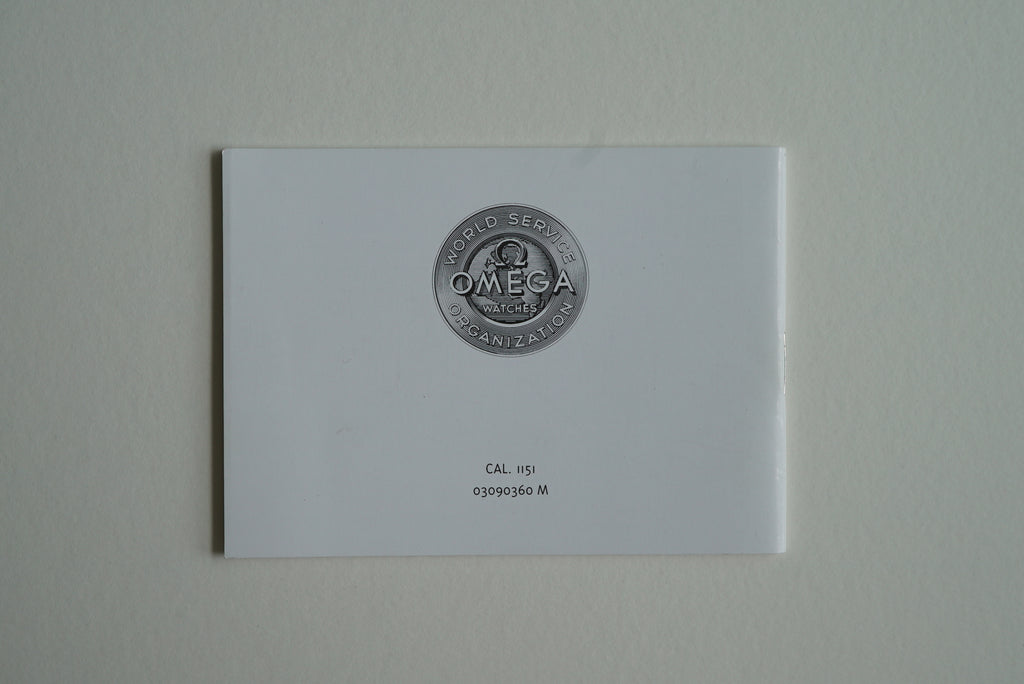 WORLD SERVICE
Ω
OMEGA
WATCHES
ORGANIZATION
CAL. 1151
03090360 M